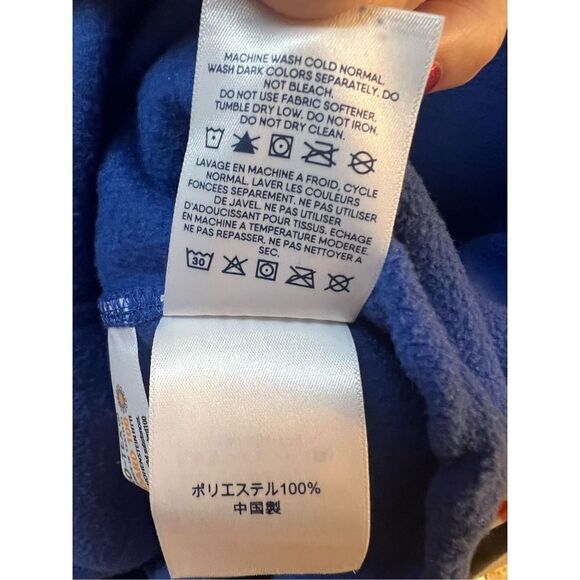 MACHINE WASH COLD NORMAL.
WASH DARK COLORS SEPARATELY. DO
NOT BLEACH.
DO NOT USE FABRIC SOFTENER.
TUMBLE DRY LOW. DO NOT IRON.
DO NOT DRY CLEAN.
LAVAGE EN MACHINE A FROID, CYCLE
NORMAL. LAVER LES COULEURS
FONCEES SEPAREMENT. NE PAS UTILISER
DE JAVEL. NE PAS UTILISER
D'ADOUCISSANT POUR TISSUS. ECHAGE
EN MACHINE A TEMPERATURE MODEREE.
NE PAS REPASSER. NE PAS NETTOYER A
SEC.
30
ポリエステル100%
中国製